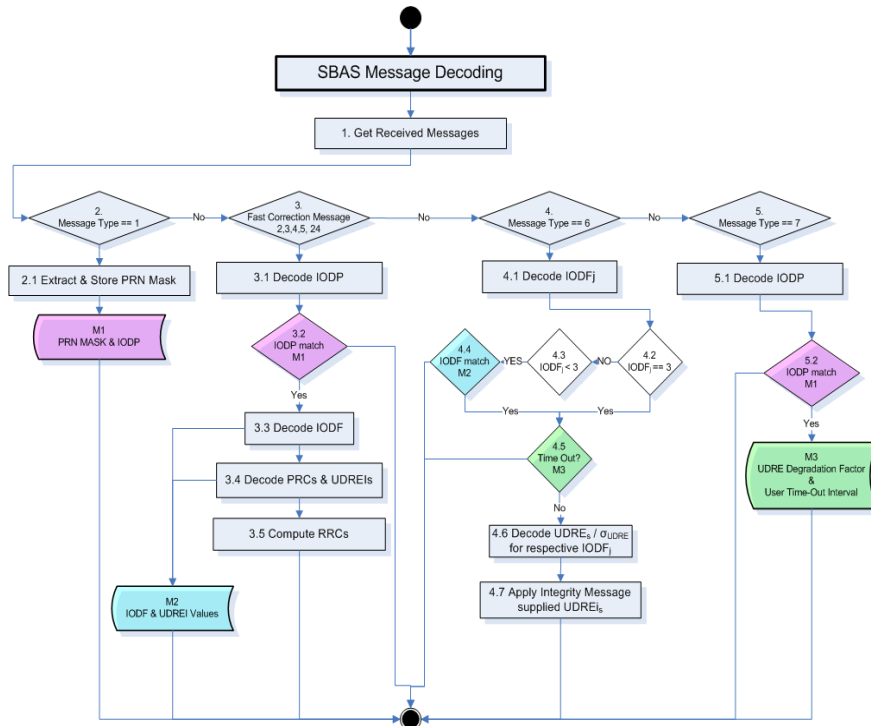 SBAS Message Decoding
1. Get Received Messages
2.
Message Type == 1
No
3.
Fast Correction Message
2,3,4,5, 24
No
4.
Message Type == 6
No
5.
Message Type == 7
2.1 Extract & Store PRN Mask
3.1 Decode IODP
4.1 Decode IODFj
5.1 Decode IODP
M1
PRN MASK & IODP
3.2
IODP match
M1
4.4
IODF match
M2
YES
4.3
IODFj < 3
NO
4.2
IODFj == 3
5.2
IODP match
M1
Yes
Yes
Yes
Yes
3.3 Decode IODF
4.5
Time Out?
M3
M3
UDRE Degradation Factor
&
User Time-Out Interval
3.4 Decode PRCs & UDREIs
No
3.5 Compute RRCs
4.6 Decode UDREs / σUDRE
for respective IODFj
4.7 Apply Integrity Message
supplied UDREis
M2
IODF & UDREI Values